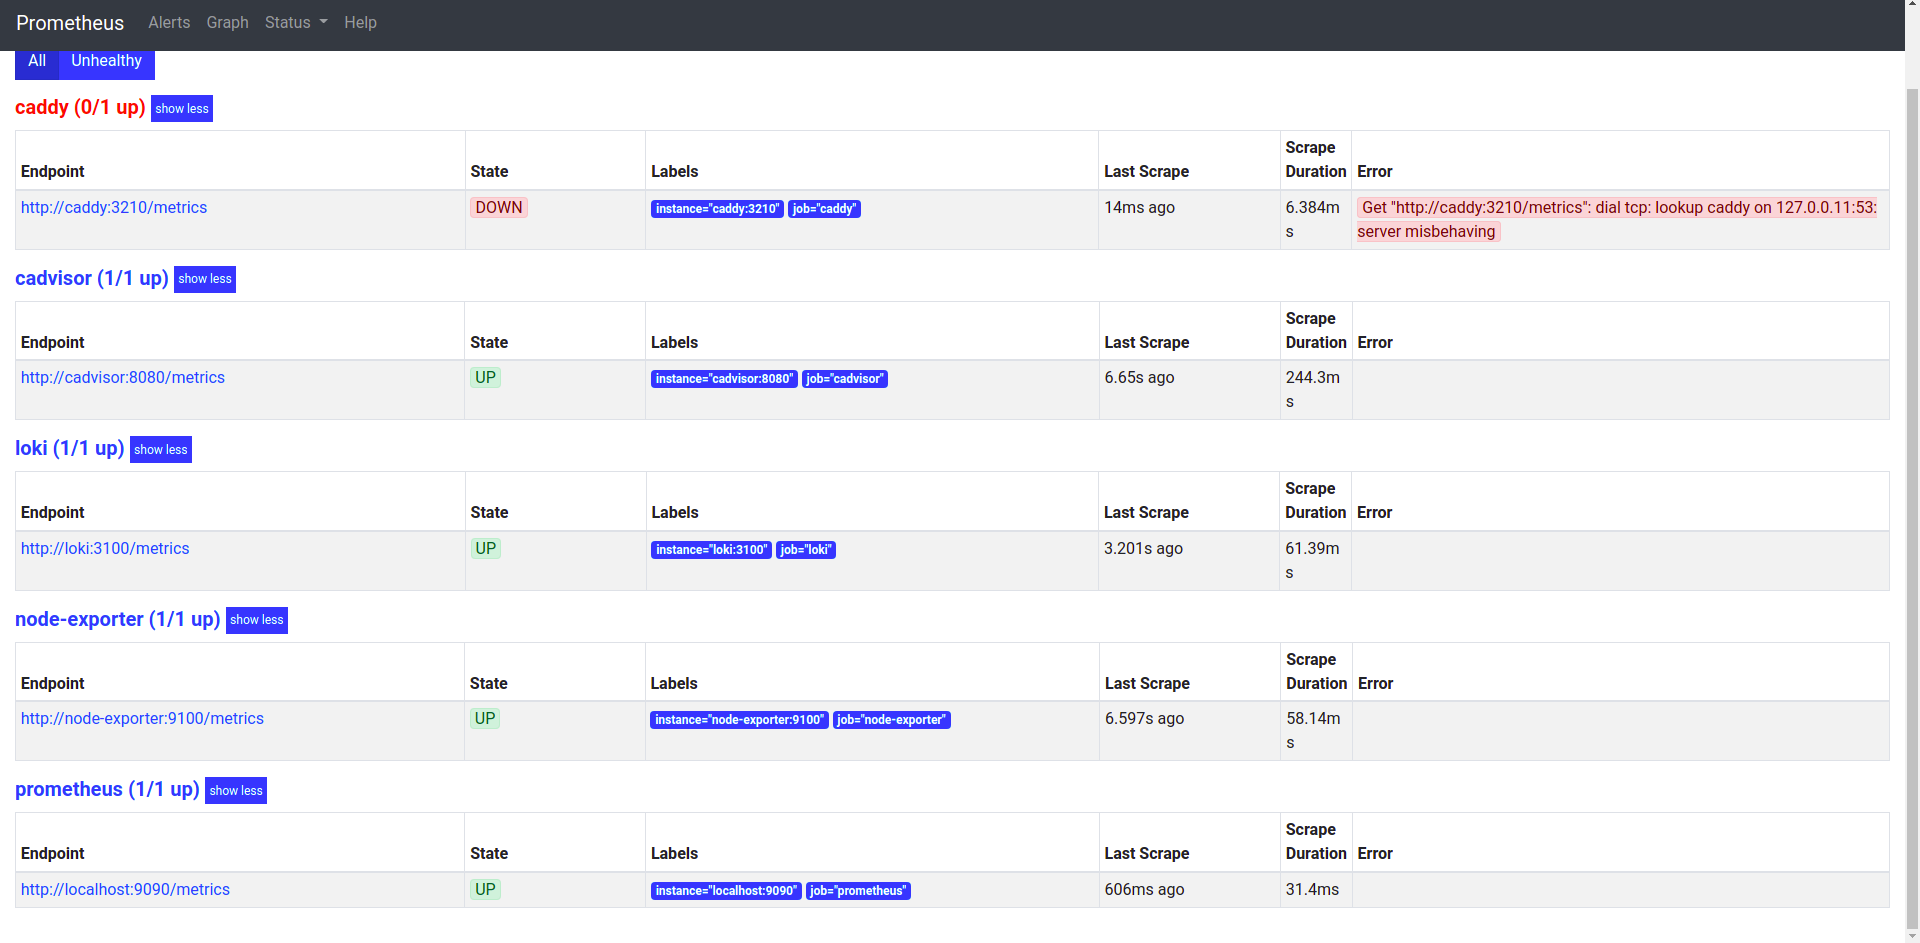 Prometheus Alerts Graph Status Help
All Unhealthy
caddy (0/1 up) show less
Endpoint State Labels Last Scrape Scrape Duration Error
http://caddy:3210/metrics DOWN instance="caddy:3210" job="caddy" 14ms ago 6.384ms Get "http://caddy:3210/metrics": dial tcp: lookup caddy on 127.0.0.11:53:
server misbehaving
cadvisor (1/1 up) show less
Endpoint State Labels Last Scrape Scrape Duration Error
http://cadvisor:8080/metrics UP instance="cadvisor:8080" job="cadvisor" 6.65s ago 244.3ms
loki (1/1 up) show less
Endpoint State Labels Last Scrape Scrape Duration Error
http://loki:3100/metrics UP instance="loki:3100" job="loki" 3.201s ago 61.39ms
node-exporter (1/1 up) show less
Endpoint State Labels Last Scrape Scrape Duration Error
http://node-exporter:9100/metrics UP instance="node-exporter:9100" job="node-exporter" 6.597s ago 58.14ms
prometheus (1/1 up) show less
Endpoint State Labels Last Scrape Scrape Duration Error
http://localhost:9090/metrics UP instance="localhost:9090" job="prometheus" 606ms ago 31.4ms